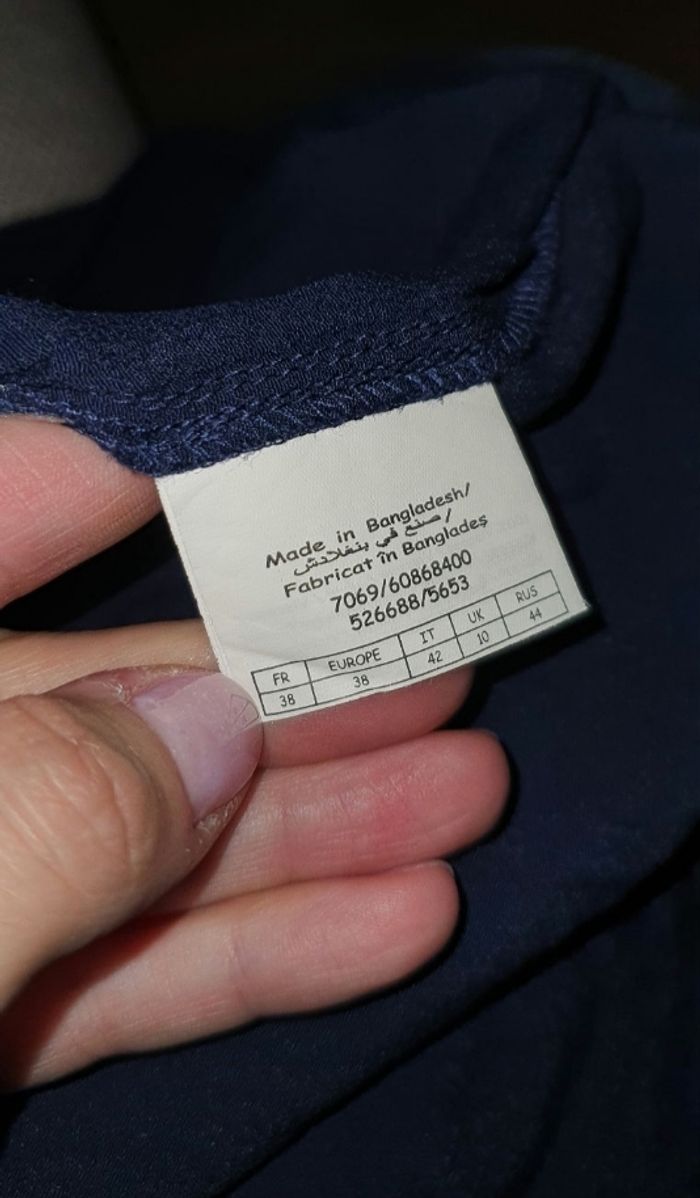 Made in Bangladesh/
صنع في بنغلادش/
Fabricat în Bangladeș
7069/60868400
526688/5653
FR EUROPE IT UK RUS
38 38 42 10 44